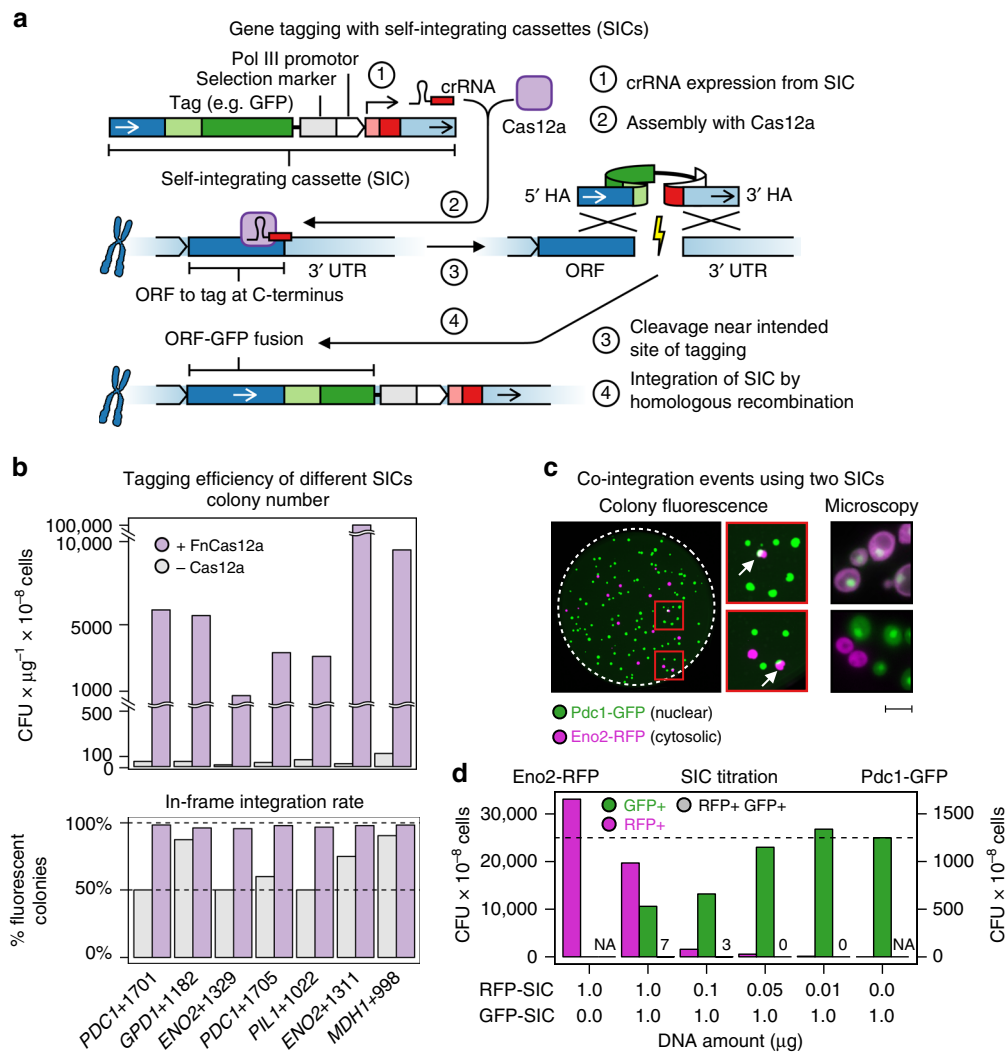 a
Gene tagging with self-integrating cassettes (SICs)
Pol III promotor
Selection marker
Tag (e.g. GFP)
1
crRNA
Cas12a
1 crRNA expression from SIC
2 Assembly with Cas12a
Self-integrating cassette (SIC)
2
5′ HA
3′ HA
3′ UTR
3
ORF
3′ UTR
ORF to tag at C-terminus
4
ORF-GFP fusion
3 Cleavage near intended
site of tagging
4 Integration of SIC by
homologous recombination
b
Tagging efficiency of different SICs
colony number
CFU × μg⁻¹ × 10⁻⁸ cells
100,000
10,000
5000
1000
500
100
0
+ FnCas12a
– Cas12a
In-frame integration rate
% fluorescent
colonies
100%
50%
0%
PDC1+1701
GPD1+1182
ENO2+1329
PDC1+1705
PIL1+1022
ENO2+1311
MDH1+998
c
Co-integration events using two SICs
Colony fluorescence
Microscopy
Pdc1-GFP (nuclear)
Eno2-RFP (cytosolic)
d
Eno2-RFP
SIC titration
Pdc1-GFP
GFP+
RFP+ GFP+
RFP+
CFU × 10⁻⁸ cells
30,000
20,000
10,000
0
NA
7
3
0
0
NA
1500
1000
500
0
CFU × 10⁻⁸ cells
RFP-SIC 1.0 1.0 0.1 0.05 0.01 0.0
GFP-SIC 0.0 1.0 1.0 1.0 1.0 1.0
DNA amount (μg)